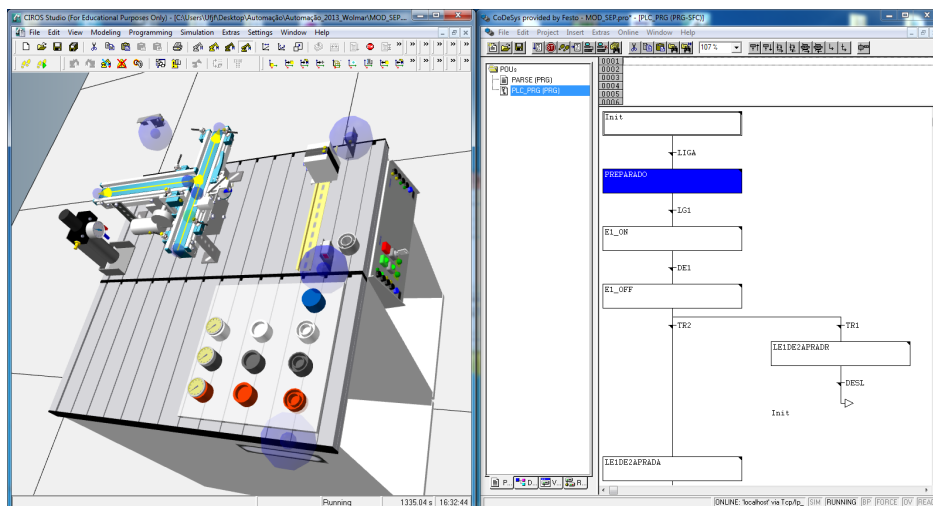 CIROS Studio (For Educational Purposes Only) - [C:\Users\Ufjf\Desktop\Automação\Automação_2013_Wolmar\MOD_SEP....
File Edit View Modeling Programming Simulation Extras Settings Window Help
Running 1335.04 s 16:32:44
CoDeSys provided by Festo - MOD_SEP.pro* - [PLC_PRG (PRG-SFC)]
File Edit Project Insert Extras Online Window Help
107 %
POUs
PARSE (PRG)
PLC_PRG (PRG)
0001
0002
0003
0004
0005
0006
Init
LIGA
PREPARADO
LG1
E1_ON
DE1
E1_OFF
TR2
TR1
LE1DE2APRADR
DESL
Init
LE1DE2APRADA
P... D... V... R...
ONLINE: 'localhost' via Tcp/Ip_ SIM RUNNING BP FORCE OV READ